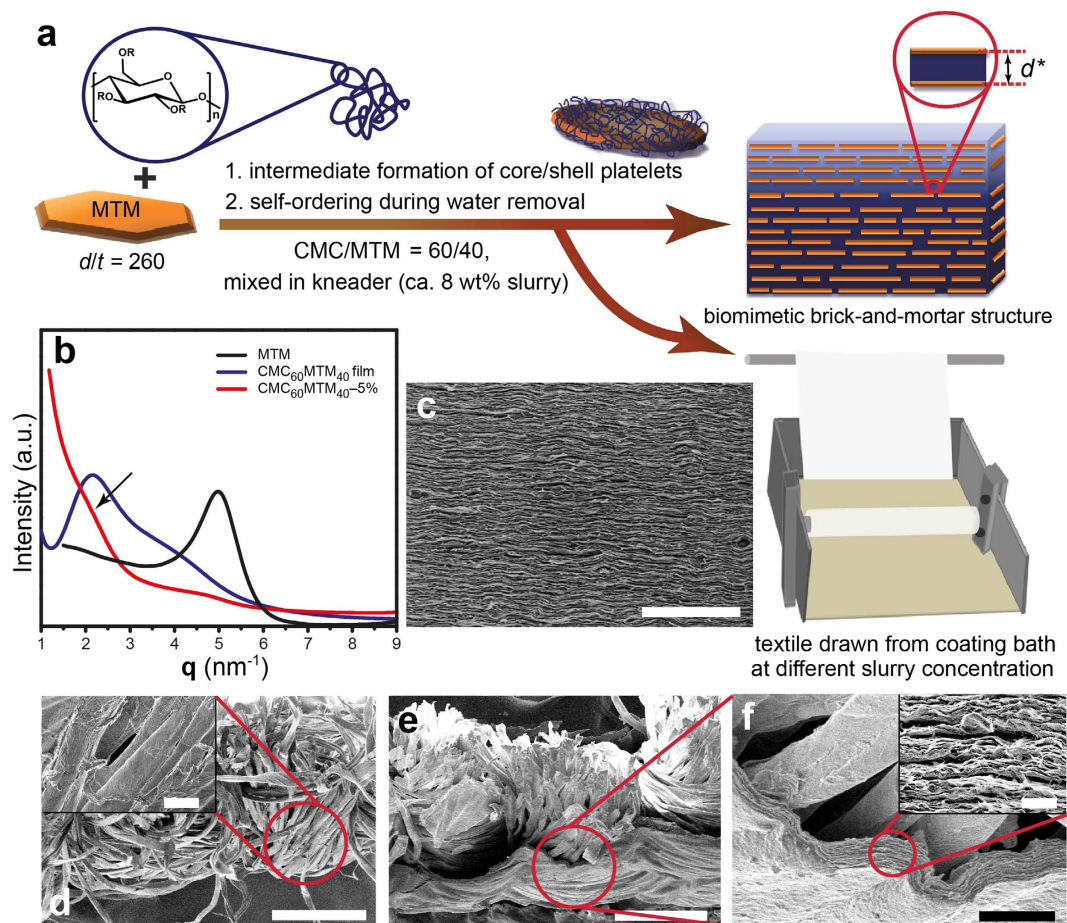 a
OR
O
RO
OR
O
n
+
MTM
d/t = 260
1. intermediate formation of core/shell platelets
2. self-ordering during water removal
CMC/MTM = 60/40,
mixed in kneader (ca. 8 wt% slurry)
d*
biomimetic brick-and-mortar structure
b
MTM
CMC₆₀MTM₄₀ film
CMC₆₀MTM₄₀–5%
Intensity (a.u.)
1 2 3 4 5 6 7 8 9
q (nm⁻¹)
c
textile drawn from coating bath
at different slurry concentration
d
e
f